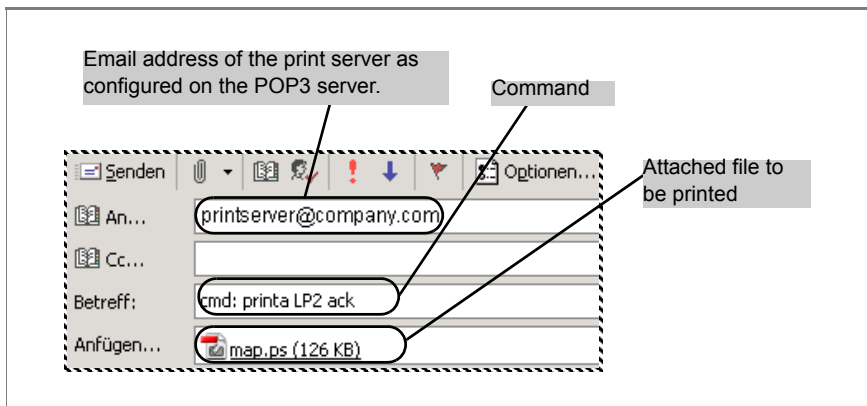 Email address of the print server as
configured on the POP3 server.
Command
Senden
Optionen...
Attached file to
be printed
An...
printserver@company.com
Cc...
Betreff:
cmd: printa LP2 ack
Anfügen...
map.ps (126 KB)